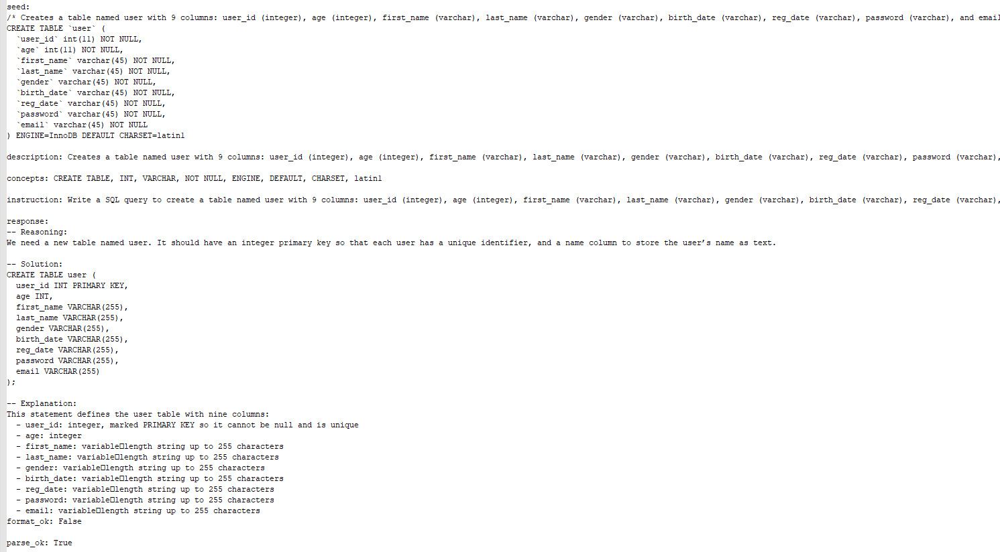 seed:
/* Creates a table named user with 9 columns: user_id (integer), age (integer), first_name (varchar), last_name (varchar), gender (varchar), birth_date (varchar), reg_date (varchar), password (varchar), and email
CREATE TABLE `user` (
  `user_id` int(11) NOT NULL,
  `age` int(11) NOT NULL,
  `first_name` varchar(45) NOT NULL,
  `last_name` varchar(45) NOT NULL,
  `gender` varchar(45) NOT NULL,
  `birth_date` varchar(45) NOT NULL,
  `reg_date` varchar(45) NOT NULL,
  `password` varchar(45) NOT NULL,
  `email` varchar(45) NOT NULL
) ENGINE=InnoDB DEFAULT CHARSET=latin1

description: Creates a table named user with 9 columns: user_id (integer), age (integer), first_name (varchar), last_name (varchar), gender (varchar), birth_date (varchar), reg_date (varchar), password (varchar),

concepts: CREATE TABLE, INT, VARCHAR, NOT NULL, ENGINE, DEFAULT, CHARSET, latin1

instruction: Write a SQL query to create a table named user with 9 columns: user_id (integer), age (integer), first_name (varchar), last_name (varchar), gender (varchar), birth_date (varchar), reg_date (varchar),

response:
-- Reasoning:
We need a new table named user. It should have an integer primary key so that each user has a unique identifier, and a name column to store the user’s name as text.

-- Solution:
CREATE TABLE user (
  user_id INT PRIMARY KEY,
  age INT,
  first_name VARCHAR(255),
  last_name VARCHAR(255),
  gender VARCHAR(255),
  birth_date VARCHAR(255),
  reg_date VARCHAR(255),
  password VARCHAR(255),
  email VARCHAR(255)
);

-- Explanation:
This statement defines the user table with nine columns:
  - user_id: integer, marked PRIMARY KEY so it cannot be null and is unique
  - age: integer
  - first_name: variable□length string up to 255 characters
  - last_name: variable□length string up to 255 characters
  - gender: variable□length string up to 255 characters
  - birth_date: variable□length string up to 255 characters
  - reg_date: variable□length string up to 255 characters
  - password: variable□length string up to 255 characters
  - email: variable□length string up to 255 characters
format_ok: False

parse_ok: True